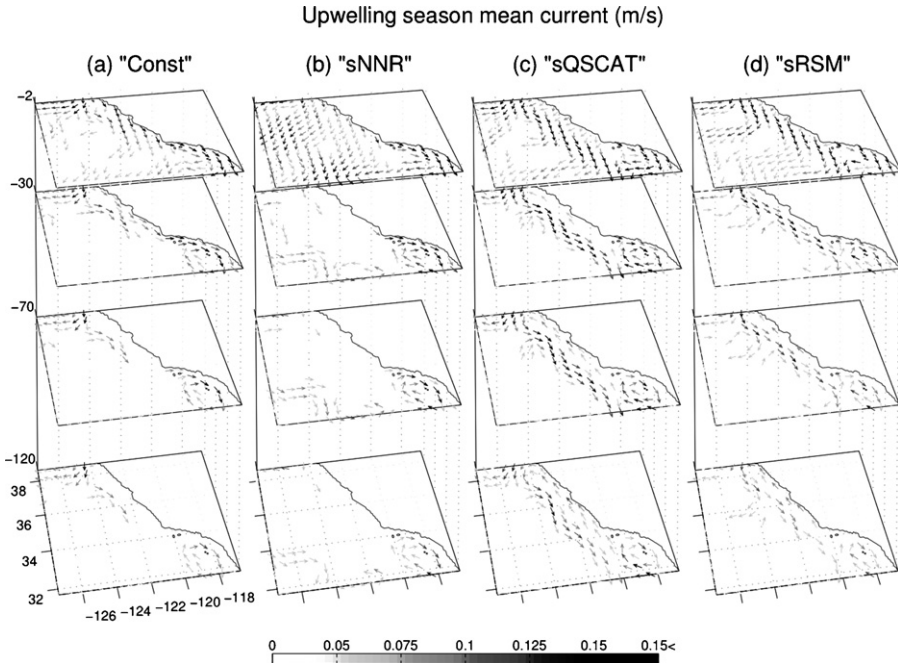 Upwelling season mean current (m/s)
(a) "Const" (b) "sNNR" (c) "sQSCAT" (d) "sRSM"
−2
−30
−70
−120
38
36
34
32
−126 −124 −122 −120 −118
0 0.05 0.075 0.1 0.125 0.15 0.15<